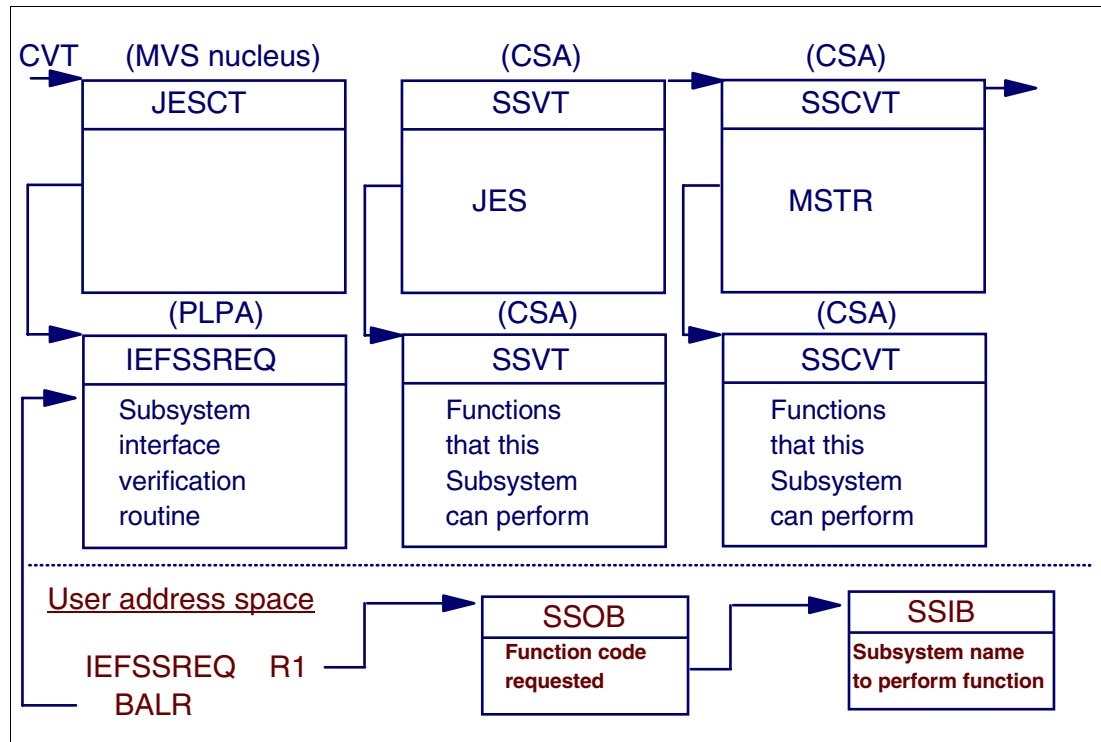 CVT (MVS nucleus) (CSA) (CSA)
JESCT SSVT SSCVT
JES MSTR
(PLPA) (CSA) (CSA)
IEFSSREQ SSVT SSCVT
Subsystem Functions Functions
interface that this that this
verification Subsystem Subsystem
routine can perform can perform
User address space
SSOB SSIB
Function code Subsystem name
requested to perform function
IEFSSREQ R1
BALR